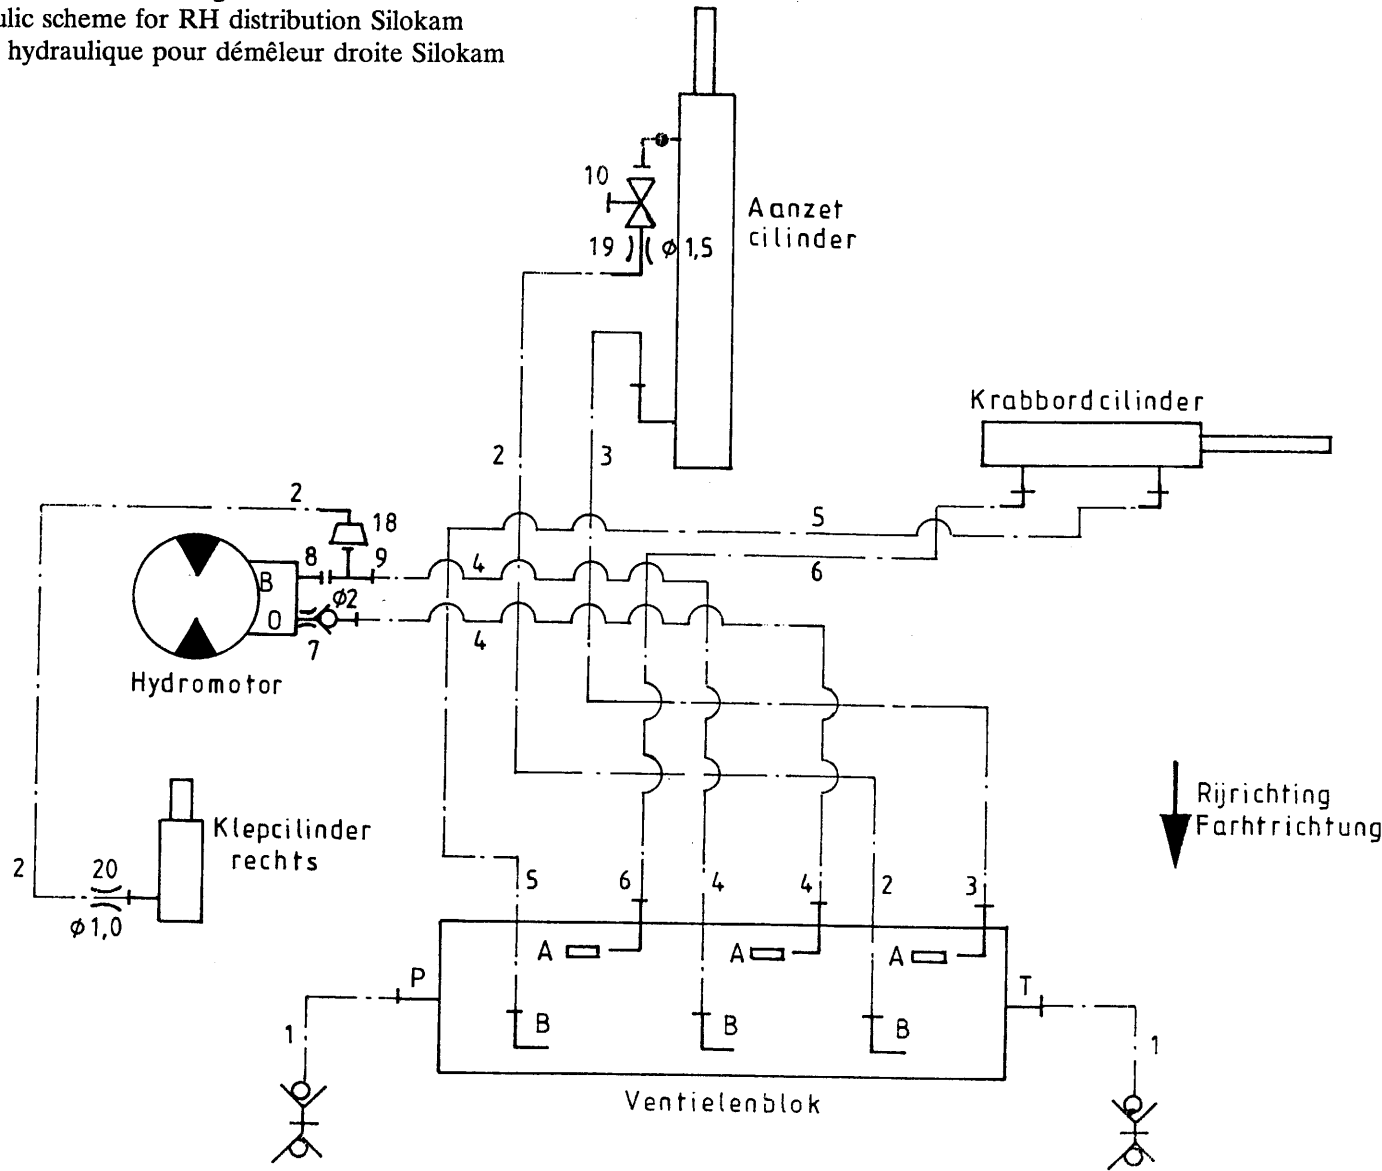 ulic scheme for RH distribution Silokam
hydraulique pour démêleur droite Silokam
10
Aanzet
cilinder
19
ø 1,5
Krabbordcilinder
2
3
2
18
5
8
9
4
6
B
ø2
O
7
4
Hydromotor
Rijrichting
Farhtrichtung
Klepcilinder
rechts
2
20
ø 1,0
5
6
4
4
2
3
A
A
A
P
T
B
B
B
1
1
Ventielenblok